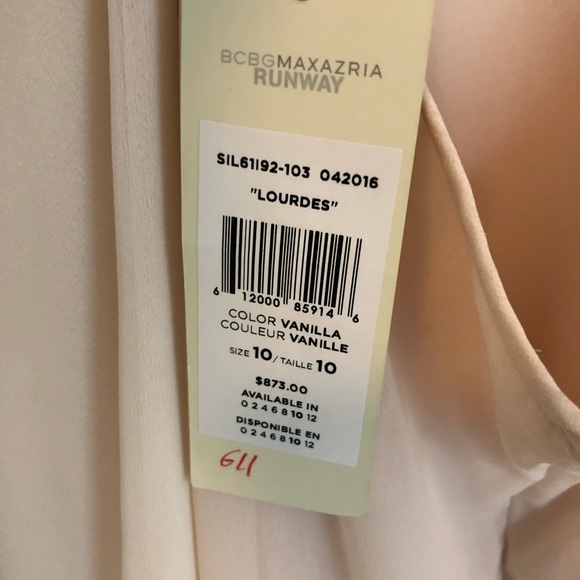 BCBGMAXAZRIA
RUNWAY
SIL61I92-103 042016
"LOURDES"
6 12000 85914 6
COLOR VANILLA
COULEUR VANILLE
SIZE 10 / TAILLE 10
$873.00
AVAILABLE IN
0 2 4 6 8 10 12
DISPONIBLE EN
0 2 4 6 8 10 12